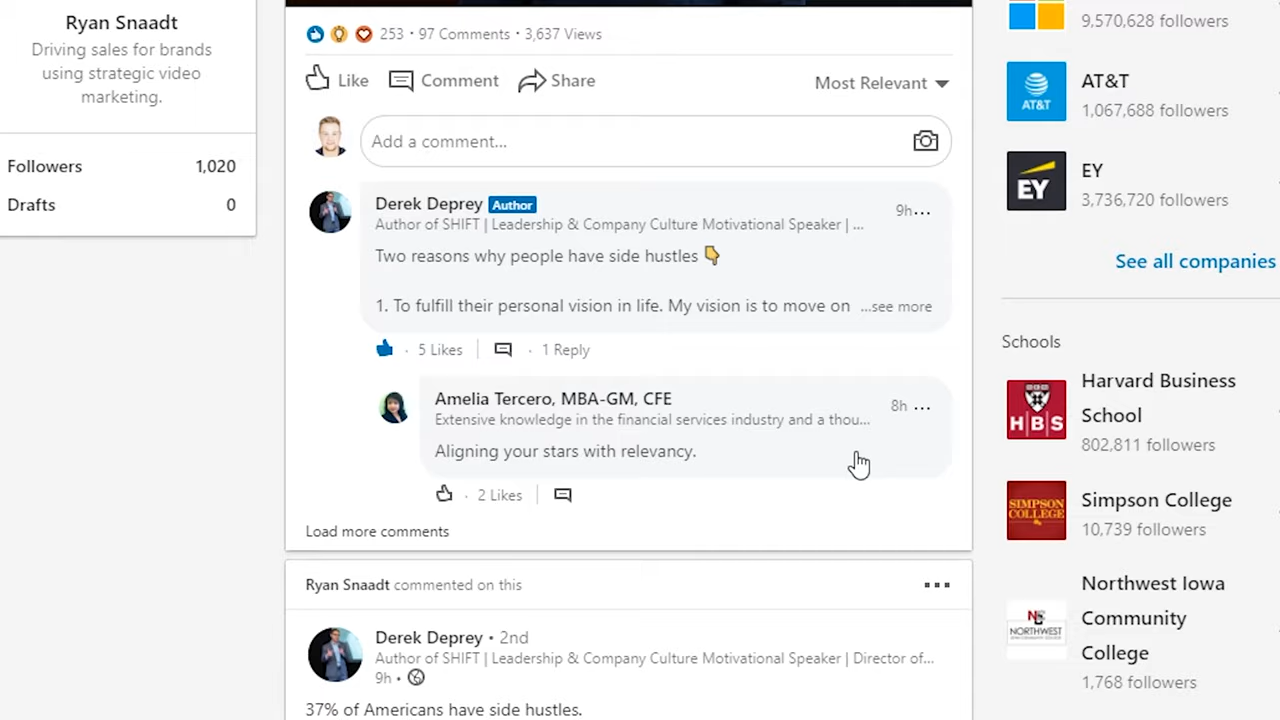 Ryan Snaadt
Driving sales for brands
using strategic video
marketing.
Followers 1,020
Drafts 0
253 • 97 Comments • 3,637 Views
Like Comment Share Most Relevant
Add a comment...
Derek Deprey Author 9h...
Author of SHIFT | Leadership & Company Culture Motivational Speaker | ...
Two reasons why people have side hustles 👇
1. To fulfill their personal vision in life. My vision is to move on ...see more
· 5 Likes | · 1 Reply
Amelia Tercero, MBA-GM, CFE 8h ...
Extensive knowledge in the financial services industry and a thou...
Aligning your stars with relevancy.
· 2 Likes |
Load more comments
Ryan Snaadt commented on this ...
Derek Deprey • 2nd
Author of SHIFT | Leadership & Company Culture Motivational Speaker | Director of...
9h •
37% of Americans have side hustles.
9,570,628 followers
AT&T
AT&T
1,067,688 followers
EY
EY
3,736,720 followers
See all companies
Schools
HBS
Harvard Business
School
802,811 followers
SIMPSON
COLLEGE
Simpson College
10,739 followers
NORTHWEST
Northwest Iowa
Community
College
1,768 followers